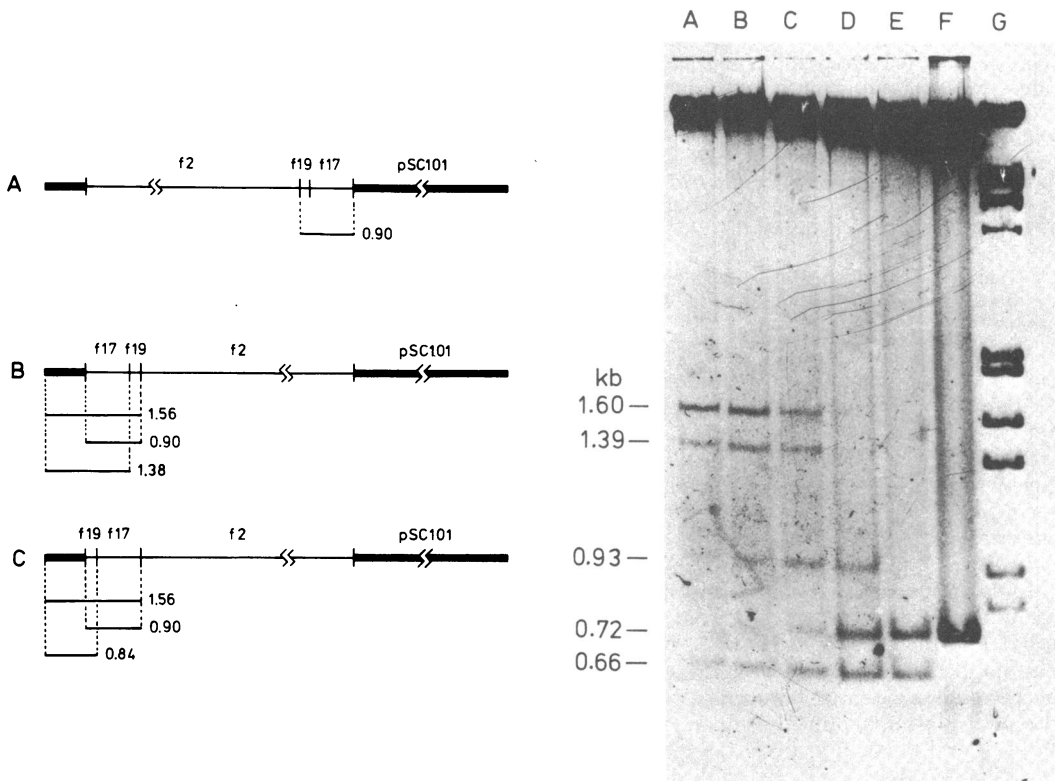 A B C D E F G
A
f2 f19 f17 pSC101
0.90
B
f17 f19 f2 pSC101
1.56
0.90
1.38
C
f19 f17 f2 pSC101
1.56
0.90
0.84
kb
1.60
1.39
0.93
0.72
0.66